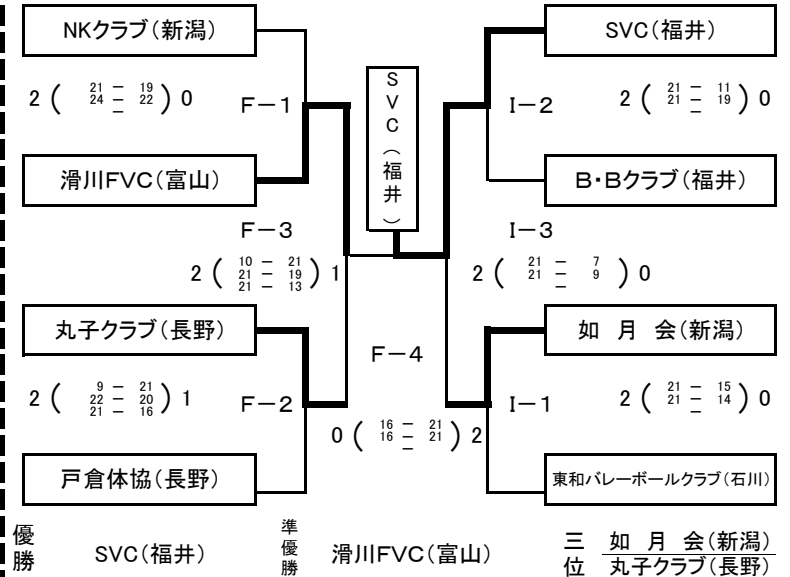 NKクラブ(新潟)
SVC(福井)
2 ( 21 - 19 ) 0
24 - 22
-
F-1
I-2
2 ( 21 - 11 ) 0
21 - 19
-
SVC(福井)
滑川FVC(富山)
B・Bクラブ(福井)
F-3
I-3
2 ( 10 - 21 ) 1
21 - 19
21 - 13
2 ( 21 - 7 ) 0
21 - 9
-
丸子クラブ(長野)
如 月 会(新潟)
F-4
2 ( 9 - 21 ) 1
22 - 20
21 - 16
F-2
I-1
2 ( 21 - 15 ) 0
21 - 14
-
0 ( 16 - 21 ) 2
16 - 21
-
戸倉体協(長野)
東和バレーボールクラブ(石川)
優勝
SVC(福井)
準優勝
滑川FVC(富山)
三位
如 月 会(新潟)
丸子クラブ(長野)